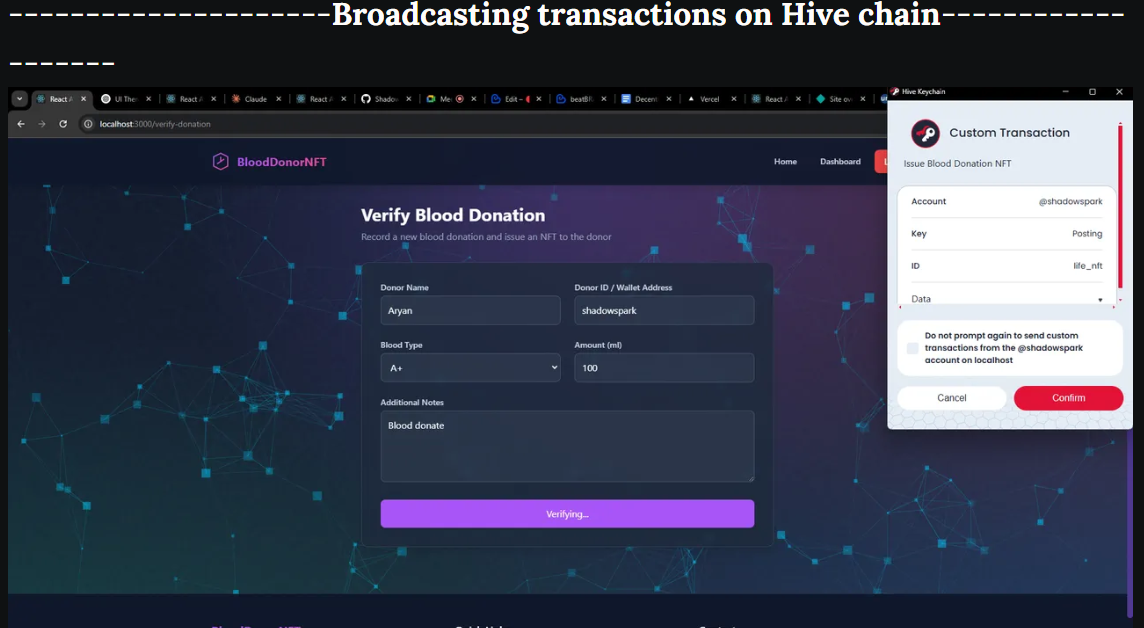 ---------------------Broadcasting transactions on Hive chain------------
-------
React A
UI The
React A
Claude
React A
Shado
Me
Edit –
beatB
Decent
Vercel
React A
Site ov
localhost:3000/verify-donation
BloodDonorNFT
Home
Dashboard
Verify Blood Donation
Record a new blood donation and issue an NFT to the donor
Donor Name
Donor ID / Wallet Address
Aryan
shadowspark
Blood Type
Amount (ml)
A+
100
Additional Notes
Blood donate
Verifying...
Hive Keychain
Custom Transaction
Issue Blood Donation NFT
Account @shadowspark
Key Posting
ID life_nft
Data
Do not prompt again to send custom
transactions from the @shadowspark
account on localhost
Cancel
Confirm